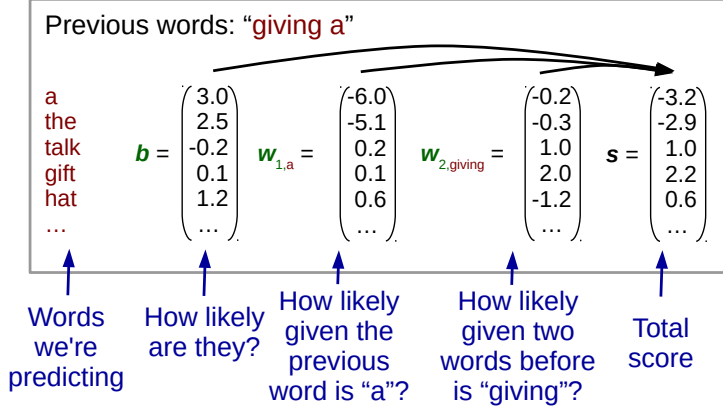 Previous words: “giving a”
a
the
talk
gift
hat
…
b =
3.0
2.5
-0.2
0.1
1.2
…
w1,a =
-6.0
-5.1
0.2
0.1
0.6
…
w2,giving =
-0.2
-0.3
1.0
2.0
-1.2
…
s =
-3.2
-2.9
1.0
2.2
0.6
…
Words
we're
predicting
How likely
are they?
How likely
given the
previous
word is “a”?
How likely
given two
words before
is “giving”?
Total
score